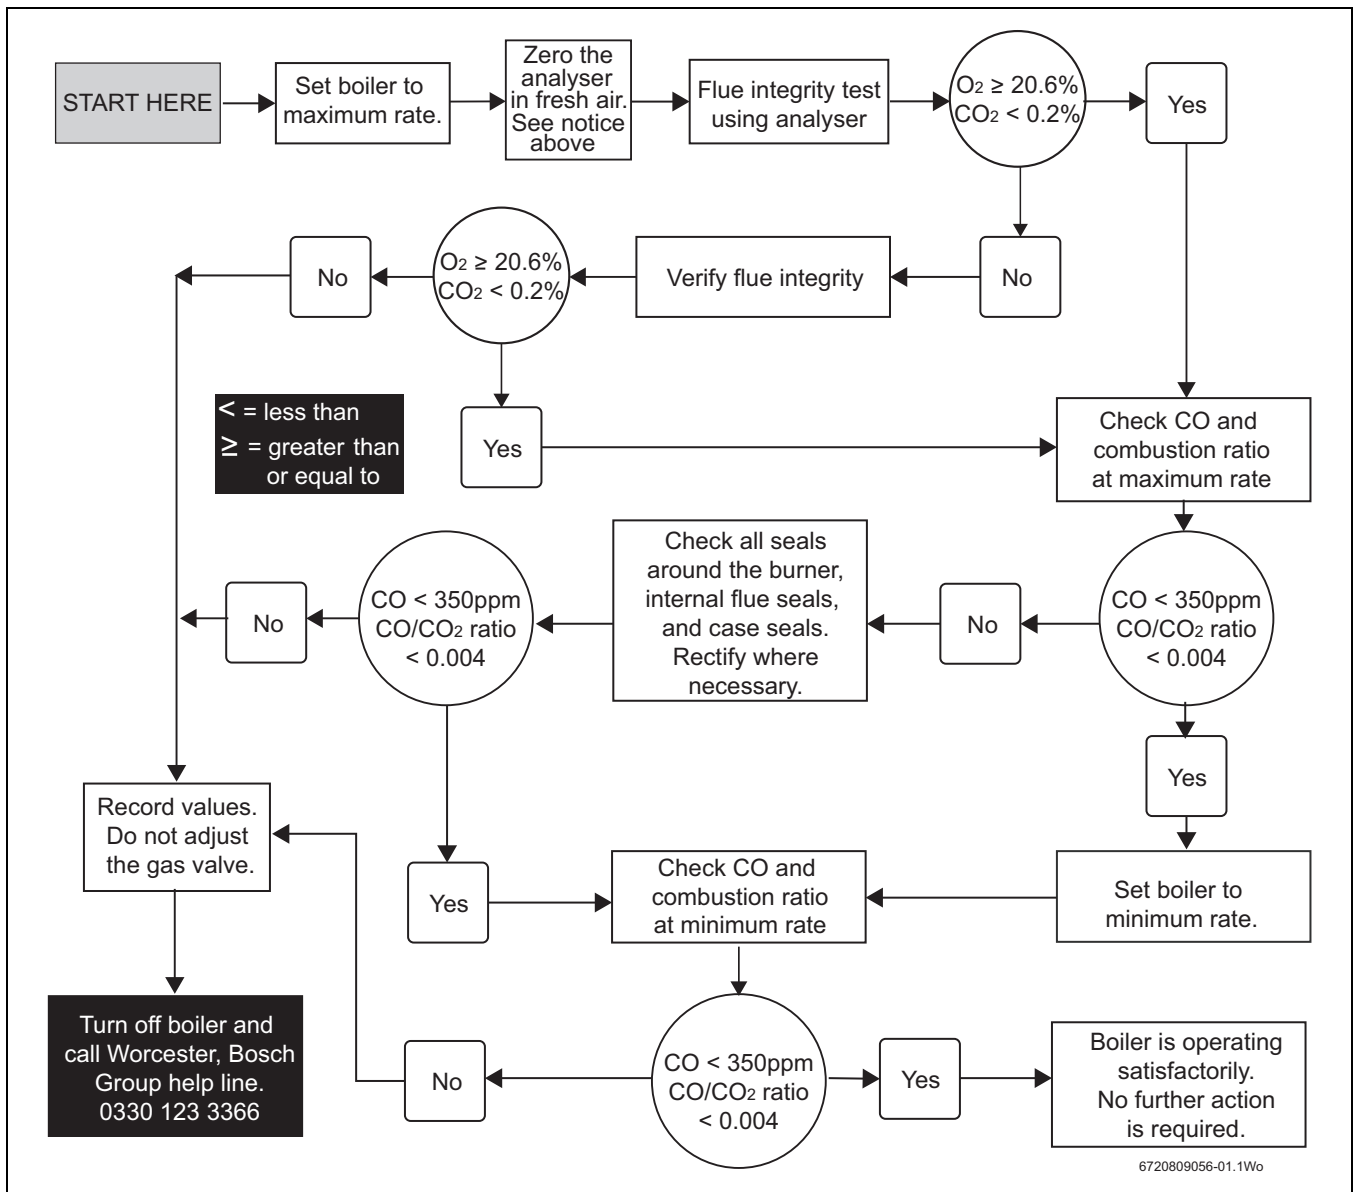 START HERE
Set boiler to
maximum rate.
Zero the
analyser
in fresh air.
See notice
above
Flue integrity test
using analyser
O2 ≥ 20.6%
CO2 < 0.2%
Yes
No
Verify flue integrity
O2 ≥ 20.6%
CO2 < 0.2%
No
Yes
< = less than
≥ = greater than
or equal to
Check CO and
combustion ratio
at maximum rate
CO < 350ppm
CO/CO2 ratio
< 0.004
No
Check all seals
around the burner,
internal flue seals,
and case seals.
Rectify where
necessary.
CO < 350ppm
CO/CO2 ratio
< 0.004
No
Yes
Yes
Set boiler to
minimum rate.
Check CO and
combustion ratio
at minimum rate
Record values.
Do not adjust
the gas valve.
Turn off boiler and
call Worcester, Bosch
Group help line.
0330 123 3366
No
CO < 350ppm
CO/CO2 ratio
< 0.004
Yes
Boiler is operating
satisfactorily.
No further action
is required.
6720809056-01.1Wo